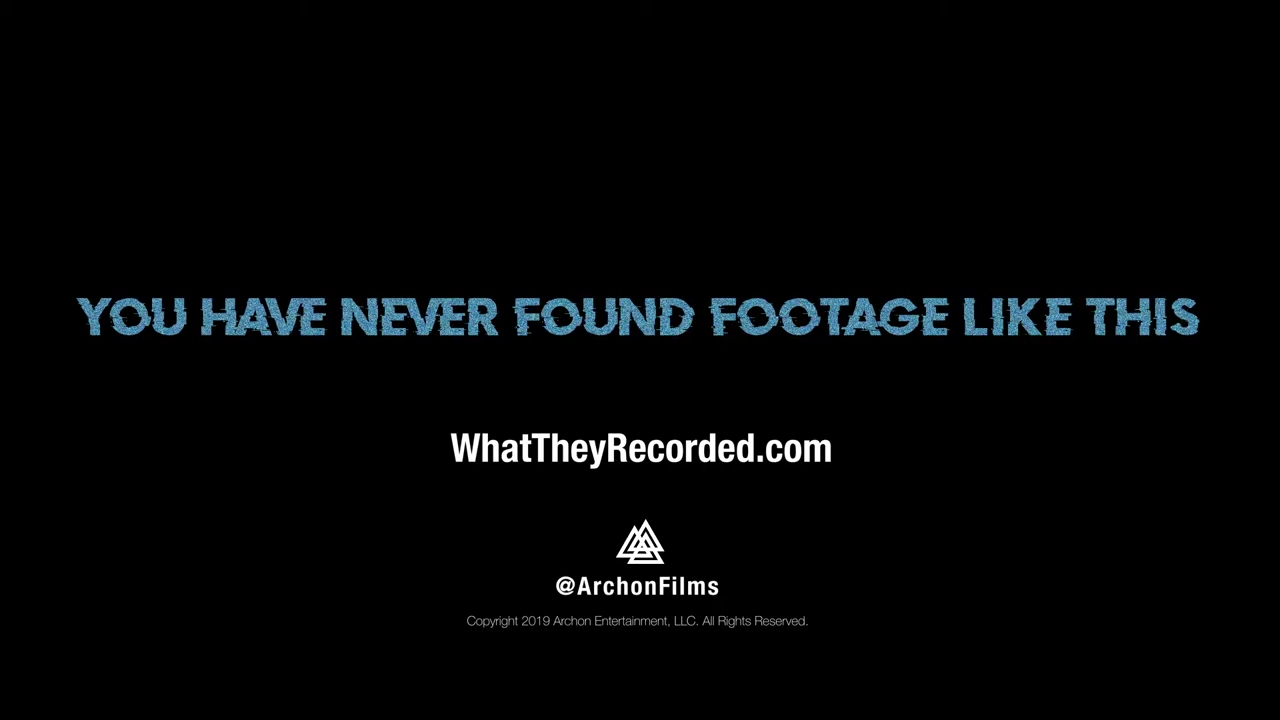 YOU HAVE NEVER FOUND FOOTAGE LIKE THIS
WhatTheyRecorded.com
@ArchonFilms
Copyright 2019 Archon Entertainment, LLC. All Rights Reserved.